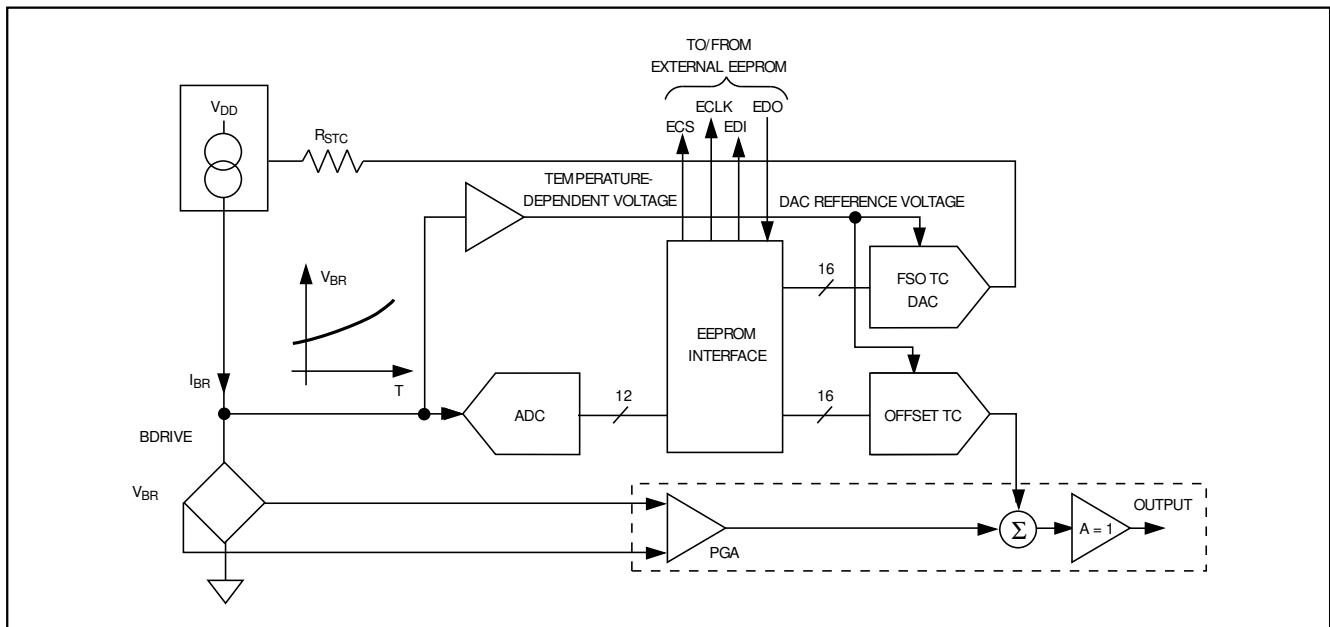 TO/FROM
EXTERNAL EEPROM
ECS
ECLK
EDI
EDO
VDD
RSTC
TEMPERATURE-
DEPENDENT VOLTAGE
DAC REFERENCE VOLTAGE
VBR
T
IBR
16
FSO TC
DAC
EEPROM
INTERFACE
ADC
12
16
OFFSET TC
BDRIVE
VBR
PGA
Σ
A = 1
OUTPUT